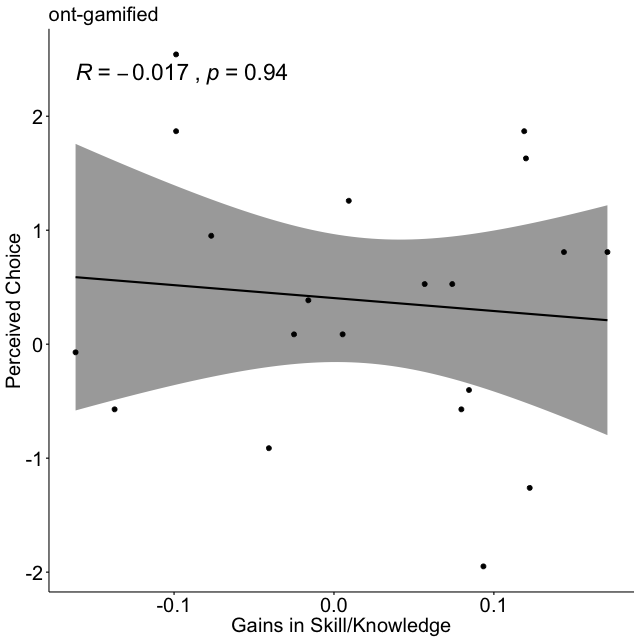 ont-gamified
R = −0.017 , p = 0.94
2
1
0
-1
-2
Perceived Choice
-0.1 0.0 0.1
Gains in Skill/Knowledge